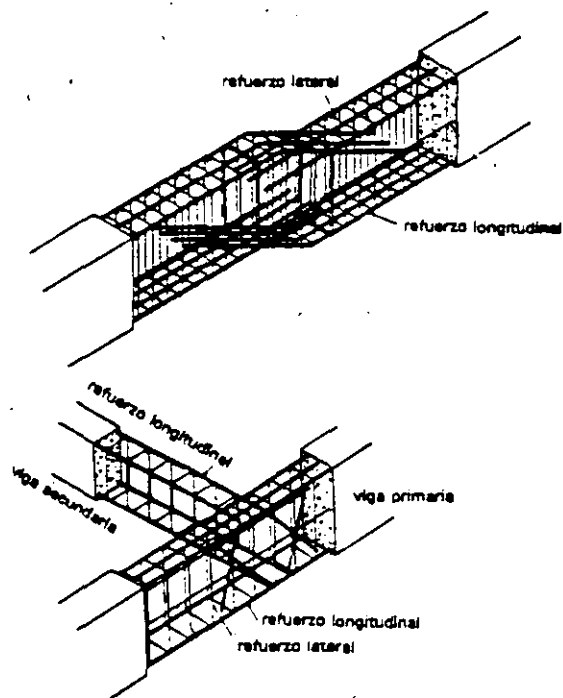 refuerzo lateral
refuerzo longitudinal
refuerzo longitudinal
viga secundaria
viga primaria
refuerzo longitudinal
refuerzo lateral